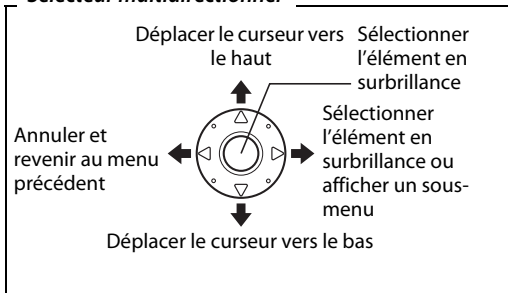 Sélecteur multidirectionnel
Déplacer le curseur vers
le haut
Sélectionner
l'élément en
surbrillance
Annuler et
revenir au menu
précédent
Sélectionner
l'élément en
surbrillance ou
afficher un sous-
menu
Déplacer le curseur vers le bas